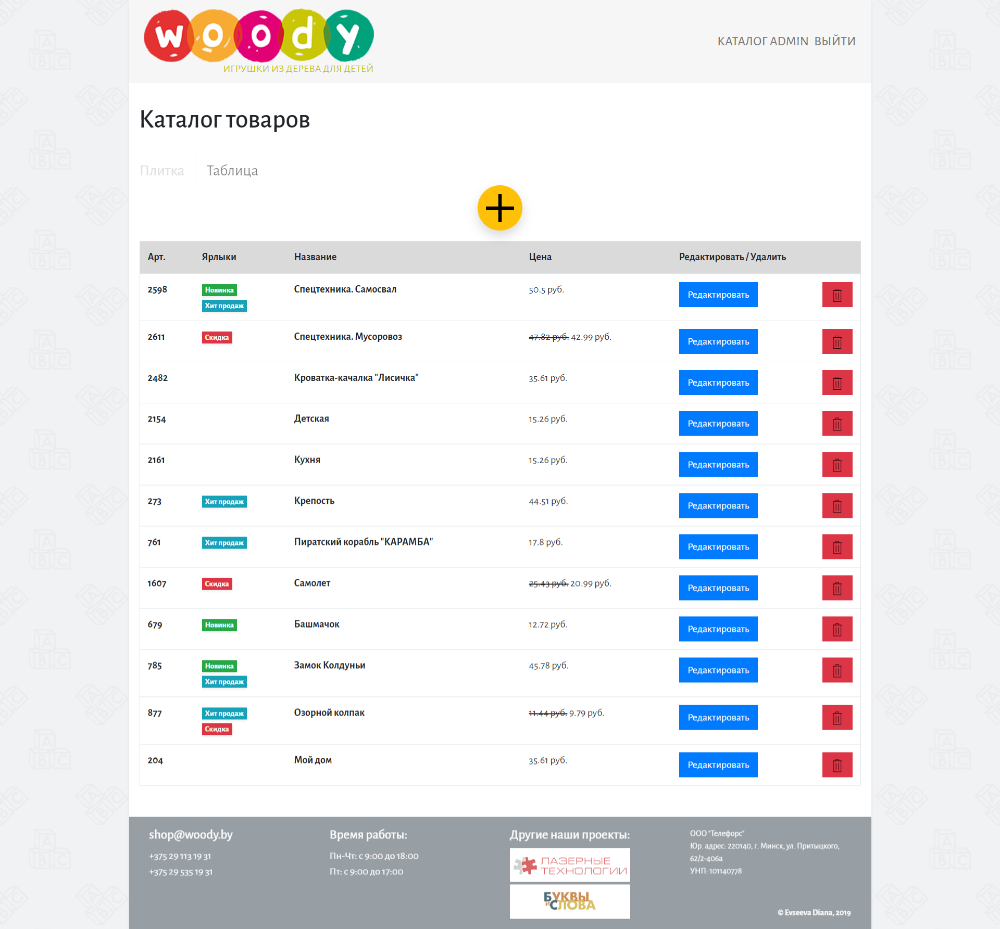 woody
ИГРУШКИ ИЗ ДЕРЕВА ДЛЯ ДЕТЕЙ
КАТАЛОГ ADMIN ВЫЙТИ
Каталог товаров
Плитка Таблица
Арт. Ярлыки Название Цена Редактировать / Удалить
2598 Новинка Спецтехника. Самосвал 50.5 руб. Редактировать
Хит продаж
2611 Скидка Спецтехника. Мусоровоз 47.82 руб. 42.99 руб. Редактировать
2482 Кроватка-качалка "Лисичка" 35.61 руб. Редактировать
2154 Детская 15.26 руб. Редактировать
2161 Кухня 15.26 руб. Редактировать
273 Хит продаж Крепость 44.51 руб. Редактировать
761 Хит продаж Пиратский корабль "КАРАМБА" 17.8 руб. Редактировать
1607 Скидка Самолет 25.43 руб. 20.99 руб. Редактировать
679 Новинка Башмачок 12.72 руб. Редактировать
785 Новинка Замок Колдуньи 45.78 руб. Редактировать
Хит продаж
877 Хит продаж Озорной колпак 11.44 руб. 9.79 руб. Редактировать
Скидка
204 Мой дом 35.61 руб. Редактировать
shop@woody.by
+375 29 113 19 31
+375 29 535 19 31
Время работы:
Пн-Чт: с 9:00 до 18:00
Пт: с 9:00 до 17:00
Другие наши проекты:
ЛАЗЕРНЫЕ
ТЕХНОЛОГИИ
БУКВЫ
и СЛОВА
ООО "Телефорс"
Юр. адрес: 220140, г. Минск, ул. Притыцкого,
62/2-406а
УНП: 101140778
© Evseeva Diana, 2019